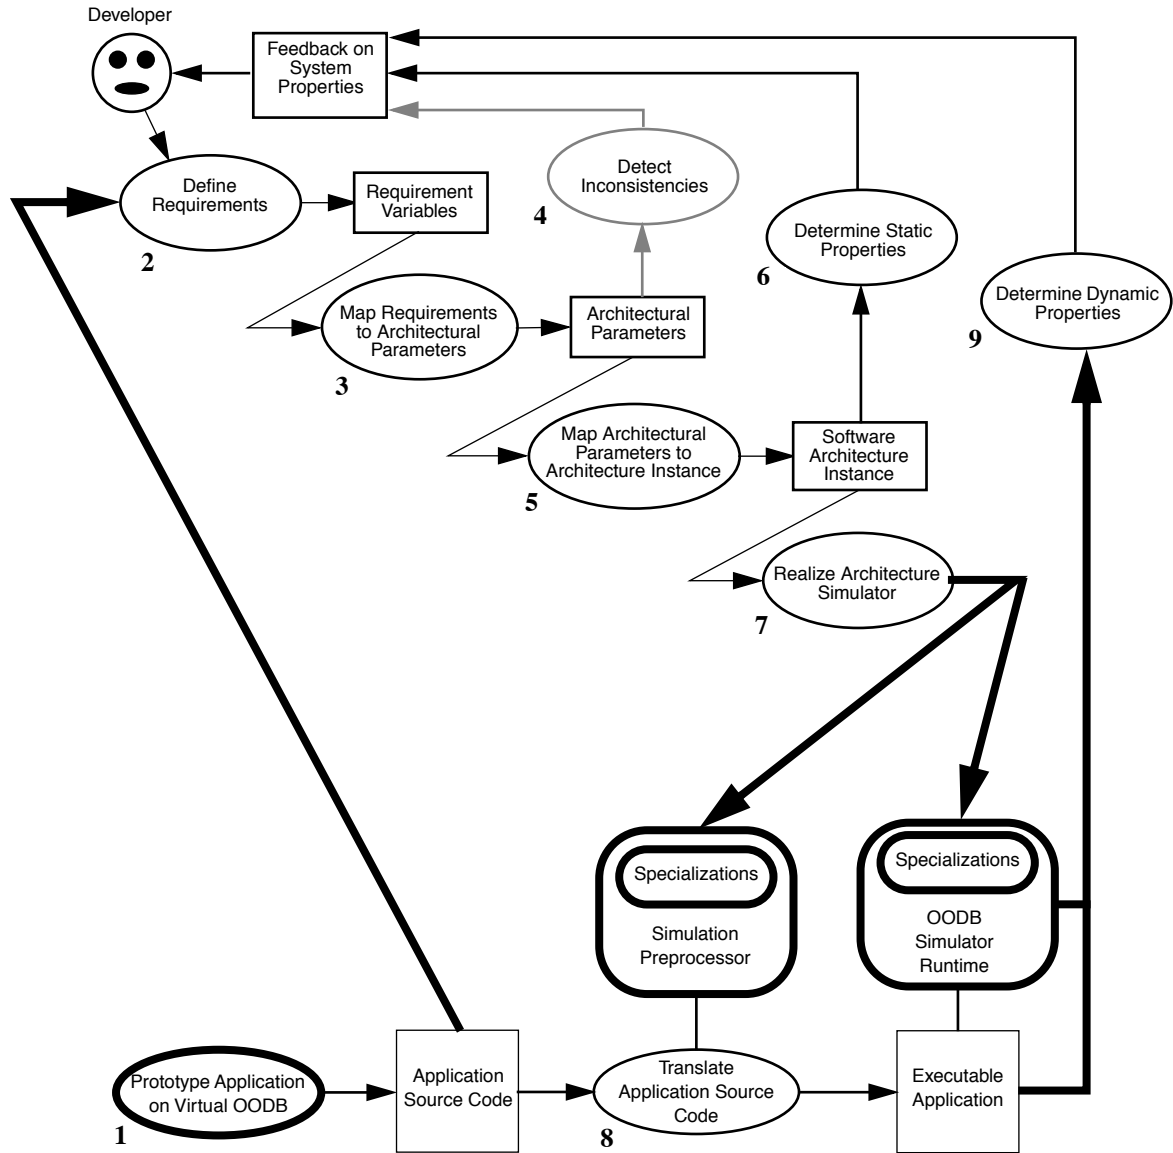 Developer
Feedback on
System
Properties
Define
Requirements
2
Requirement
Variables
Detect
Inconsistencies
4
Determine Static
Properties
6
Determine Dynamic
Properties
9
Map Requirements
to Architectural
Parameters
3
Architectural
Parameters
Map Architectural
Parameters to
Architecture Instance
5
Software
Architecture
Instance
Realize Architecture
Simulator
7
Specializations
Simulation
Preprocessor
Specializations
OODB
Simulator
Runtime
Prototype Application
on Virtual OODB
1
Application
Source Code
Translate
Application Source
Code
8
Executable
Application